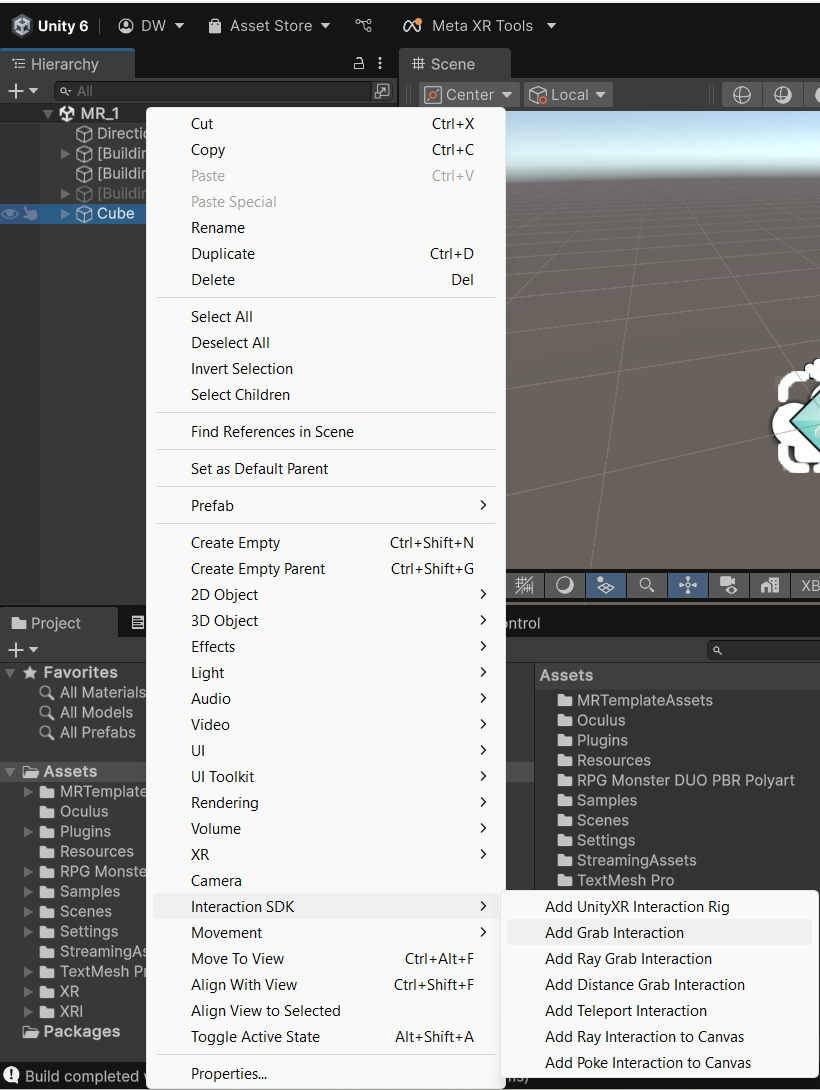 Unity 6 DW Asset Store Meta XR Tools
Hierarchy
Scene
All
Center Local
MR_1
Directio
[Buildin
[Buildin
[Buildin
Cube
Cut Ctrl+X
Copy Ctrl+C
Paste Ctrl+V
Paste Special
Rename
Duplicate Ctrl+D
Delete Del
Select All
Deselect All
Invert Selection
Select Children
Find References in Scene
Set as Default Parent
Prefab
Create Empty Ctrl+Shift+N
Create Empty Parent Ctrl+Shift+G
2D Object
3D Object
Effects
Light
Audio
Video
UI
UI Toolkit
Rendering
Volume
XR
Camera
Interaction SDK
Movement
Move To View Ctrl+Alt+F
Align With View Ctrl+Shift+F
Align View to Selected
Toggle Active State Alt+Shift+A
Properties...
Add UnityXR Interaction Rig
Add Grab Interaction
Add Ray Grab Interaction
Add Distance Grab Interaction
Add Teleport Interaction
Add Ray Interaction to Canvas
Add Poke Interaction to Canvas
XB
Project
ontrol
Favorites
All Materials
All Models
All Prefabs
Assets
MRTemplate
Oculus
Plugins
Resources
RPG Monste
Samples
Scenes
Settings
StreamingAs
TextMesh Pr
XR
XRI
Packages
Assets
MRTemplateAssets
Oculus
Plugins
Resources
RPG Monster DUO PBR Polyart
Samples
Scenes
Settings
StreamingAssets
TextMesh Pro
Build completed